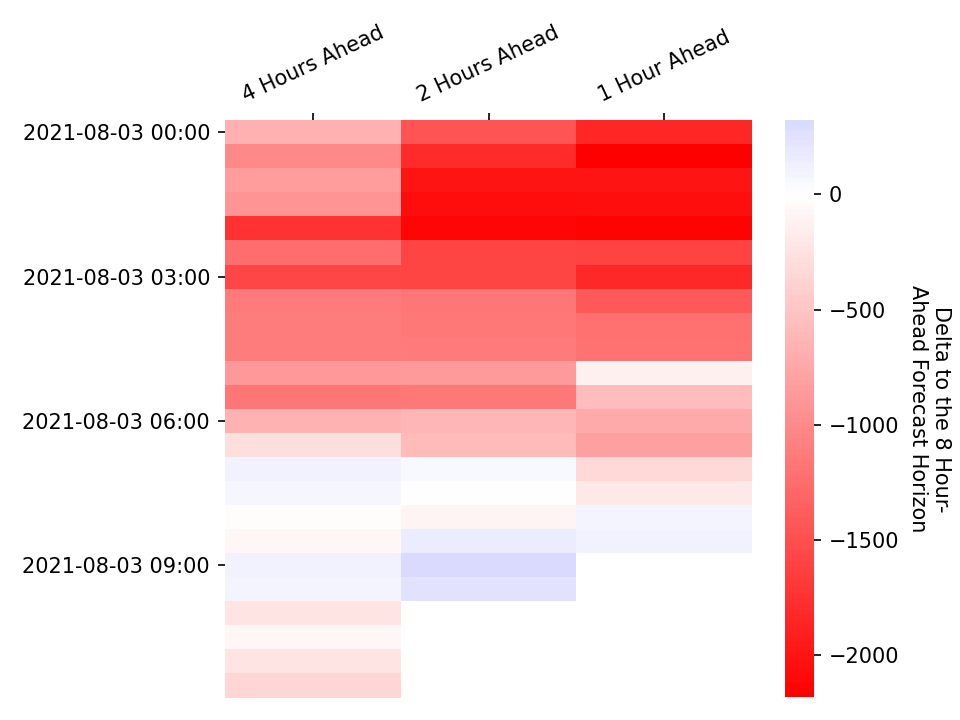 4 Hours Ahead
2 Hours Ahead
1 Hour Ahead
2021-08-03 00:00
2021-08-03 03:00
2021-08-03 06:00
2021-08-03 09:00
0
−500
−1000
−1500
−2000
Delta to the 8 Hour-
Ahead Forecast Horizon